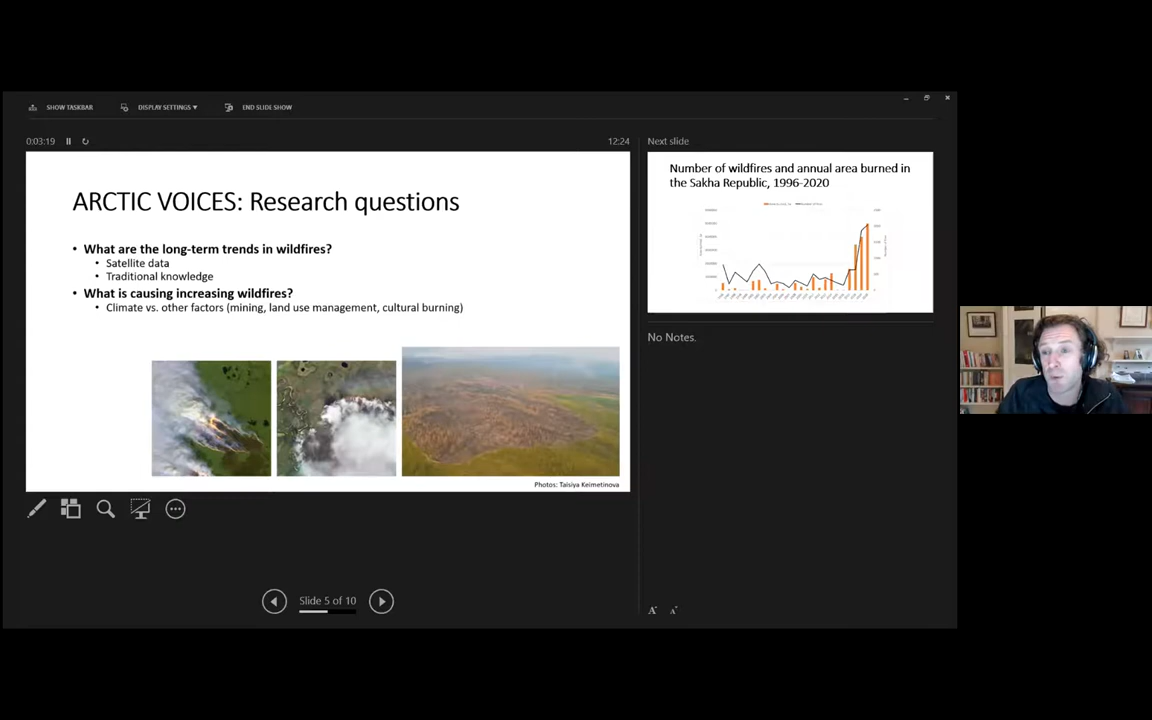 SHOW TASKBAR
DISPLAY SETTINGS ▾
END SLIDE SHOW
0:03:19
12:24
Next slide
ARCTIC VOICES: Research questions
• What are the long-term trends in wildfires?
• Satellite data
• Traditional knowledge
• What is causing increasing wildfires?
• Climate vs. other factors (mining, land use management, cultural burning)
Photos: Taisiya Keimetinova
Number of wildfires and annual area burned in
the Sakha Republic, 1996-2020
No Notes.
Slide 5 of 10
A A